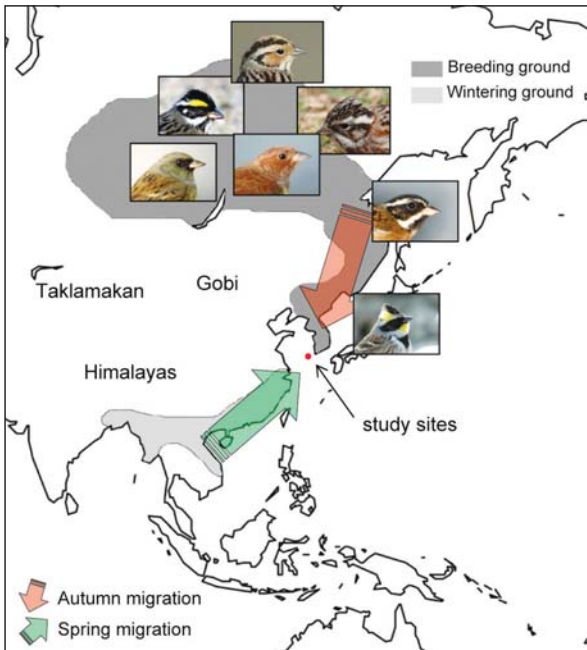 Breeding ground
Wintering ground
Taklamakan
Gobi
Himalayas
study sites
Autumn migration
Spring migration